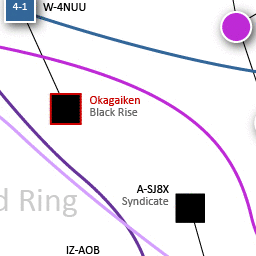 4-1
W-4NUU
Okagaiken
Black Rise
d Ring
A-SJ8X
Syndicate
IZ-AOB